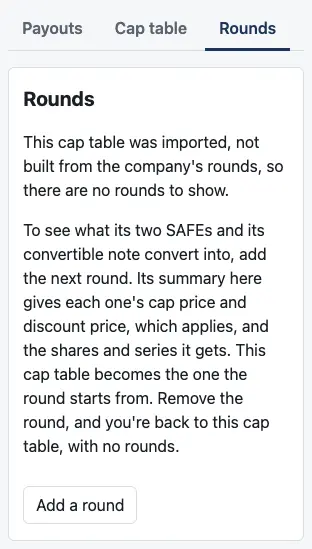 Payouts Cap table Rounds
Rounds
This cap table was imported, not
built from the company's rounds, so
there are no rounds to show.
To see what its two SAFEs and its
convertible note convert into, add
the next round. Its summary here
gives each one's cap price and
discount price, which applies, and
the shares and series it gets. This
cap table becomes the one the
round starts from. Remove the
round, and you're back to this cap
table, with no rounds.
Add a round